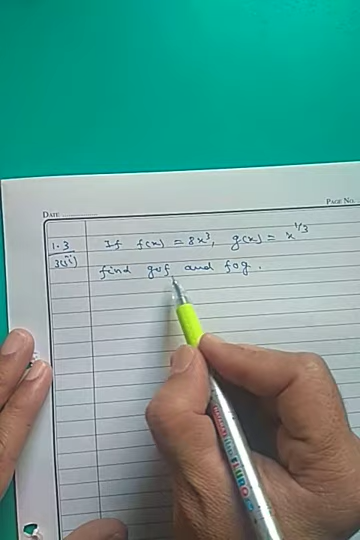 DATE
PAGE NO.
1.3 If f(x) = 8x³, g(x) = x^1/3
3(ii) find gof and fog.